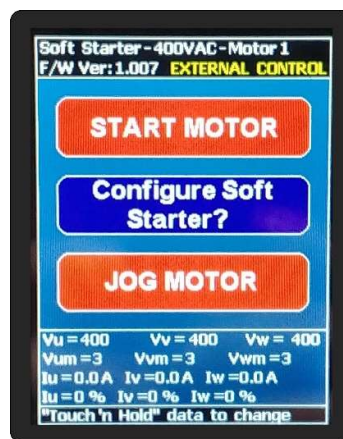 Soft Starter-400VAC-Motor 1
F/W Ver:1.007 EXTERNAL CONTROL
START MOTOR
Configure Soft
Starter?
JOG MOTOR
Vu=400 Vv=400 Vw= 400
Vum=3 Vvm=3 Vwm=3
Iu=0.0A Iv=0.0A Iw=0.0A
Iu=0 % Iv=0 % Iw=0 %
"Touch 'n Hold" data to change